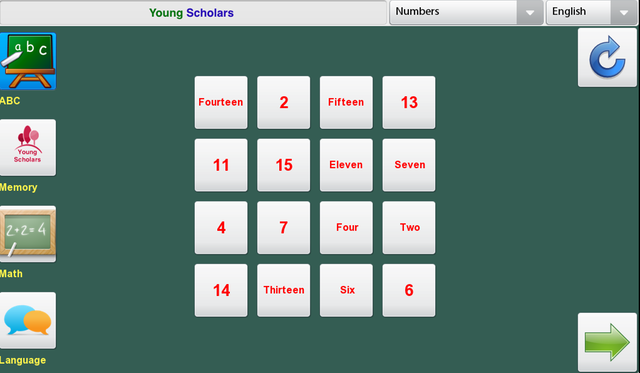 Young Scholars
Numbers
English
a b c
ABC
Young
Scholars
Memory
2+2=4
Math
Language
Fourteen 2 Fifteen 13
11 15 Eleven Seven
4 7 Four Two
14 Thirteen Six 6